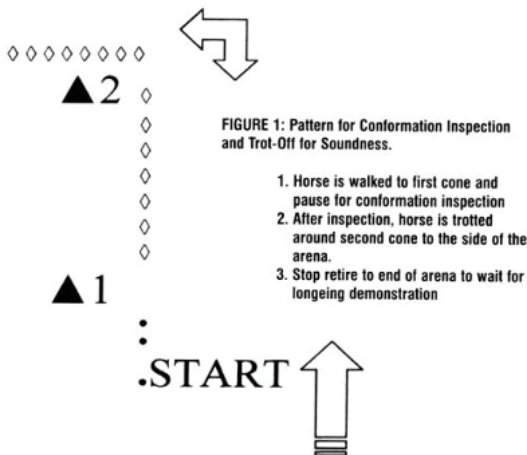 ▲2
FIGURE 1: Pattern for Conformation Inspection
and Trot-Off for Soundness.
1. Horse is walked to first cone and
pause for conformation inspection
2. After inspection, horse is trotted
around second cone to the side of the
arena.
3. Stop retire to end of arena to wait for
longeing demonstration
▲1
.START